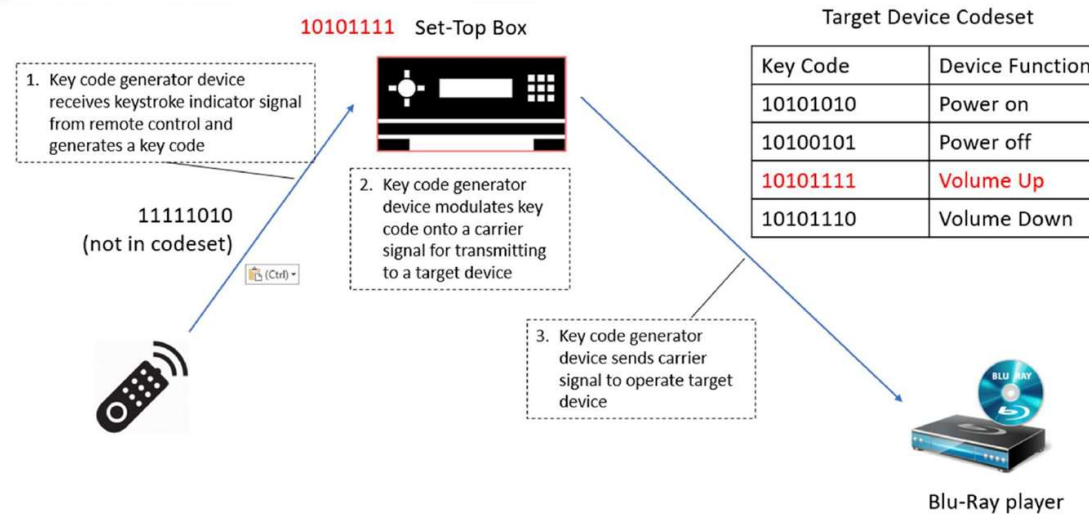 10101111 Set-Top Box
1. Key code generator device
receives keystroke indicator signal
from remote control and
generates a key code
11111010
(not in codeset)
(Ctrl)
2. Key code generator
device modulates key
code onto a carrier
signal for transmitting
to a target device
3. Key code generator
device sends carrier
signal to operate target
device
Target Device Codeset
Key Code Device Function
10101010 Power on
10100101 Power off
10101111 Volume Up
10101110 Volume Down
BLU RAY
Blu-Ray player